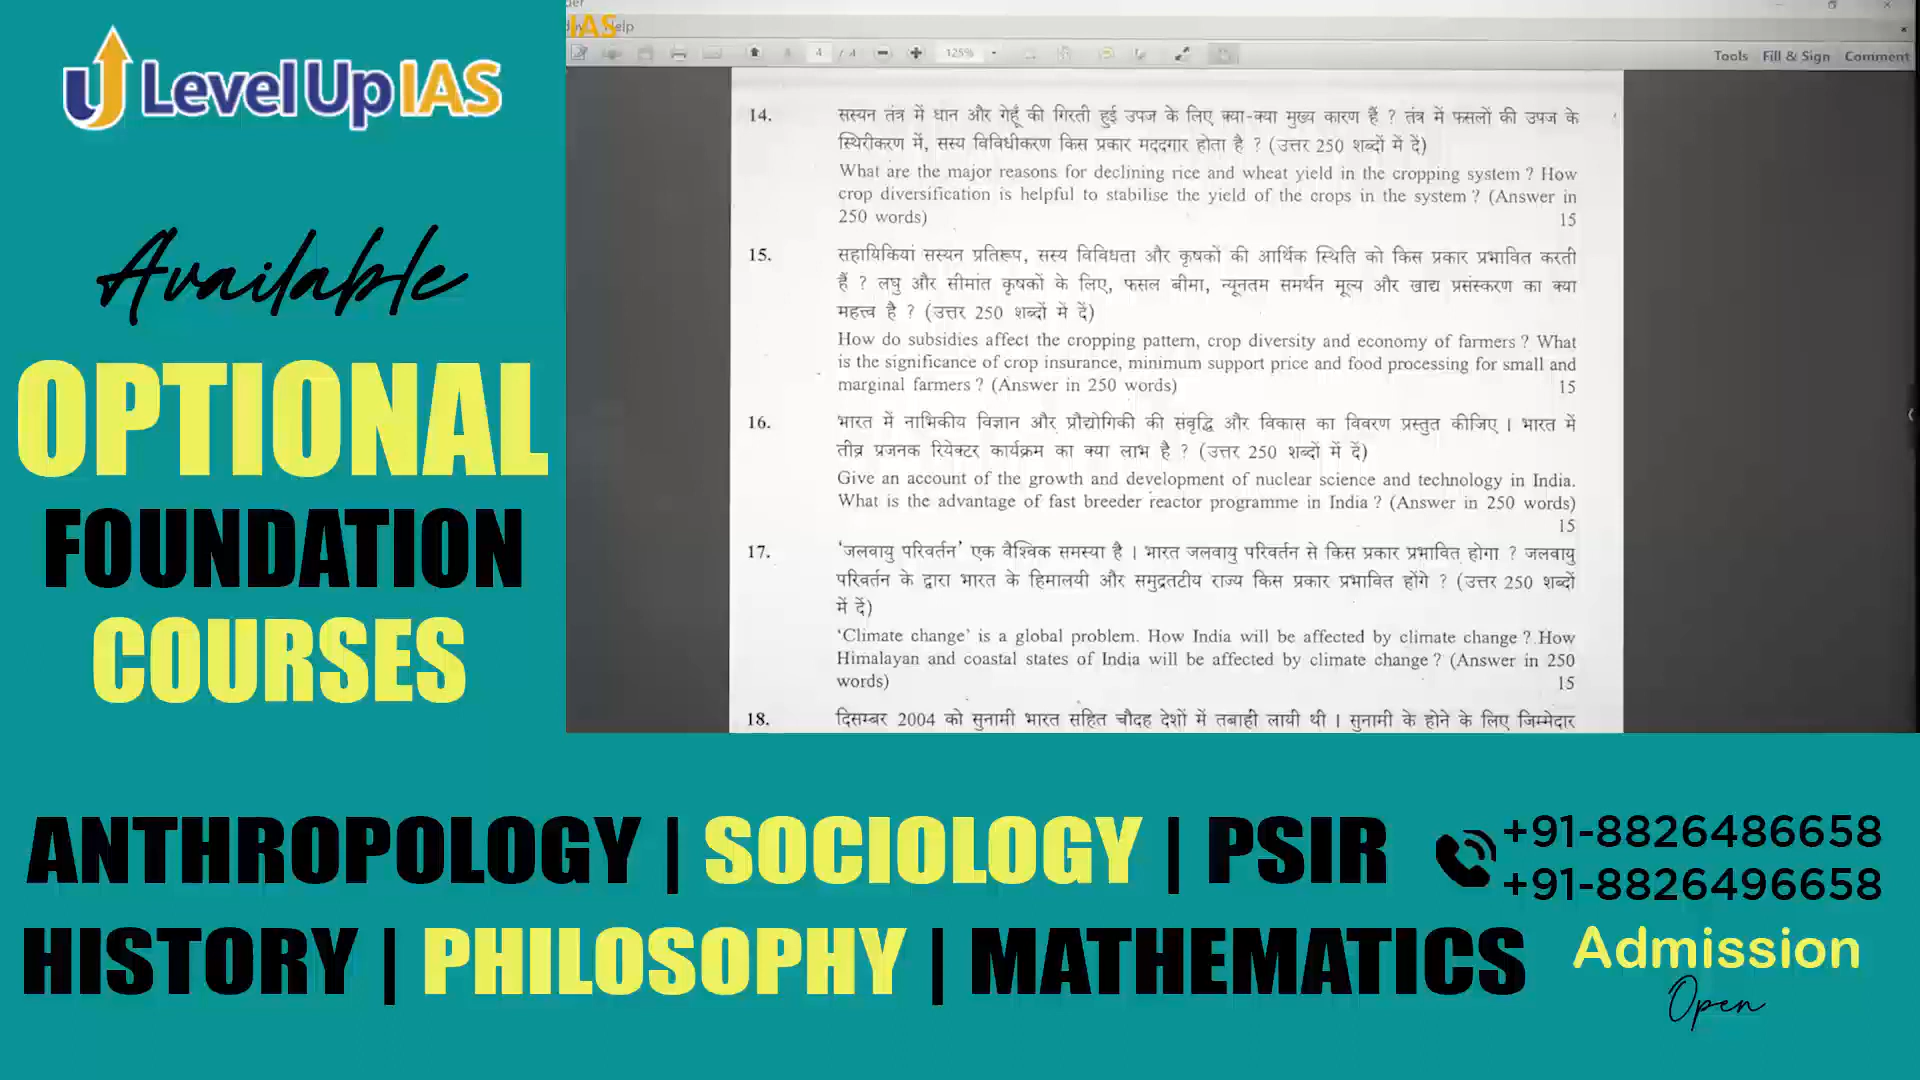 Level Up IAS
Available
OPTIONAL
FOUNDATION
COURSES
IAS
Help
4 / 4
125%
Tools Fill & Sign Comment
14. सस्यन तंत्र में धान और गेहूँ की गिरती हुई उपज के लिए क्या-क्या मुख्य कारण हैं ? तंत्र में फसलों की उपज के
स्थिरीकरण में, सस्य विविधीकरण किस प्रकार मददगार होता है ? (उत्तर 250 शब्दों में दें)
What are the major reasons for declining rice and wheat yield in the cropping system ? How
crop diversification is helpful to stabilise the yield of the crops in the system ? (Answer in
250 words) 15
15. सहायिकियां सस्यन प्रतिरूप, सस्य विविधता और कृषकों की आर्थिक स्थिति को किस प्रकार प्रभावित करती
हैं ? लघु और सीमांत कृषकों के लिए, फसल बीमा, न्यूनतम समर्थन मूल्य और खाद्य प्रसंस्करण का क्या
महत्त्व है ? (उत्तर 250 शब्दों में दें)
How do subsidies affect the cropping pattern, crop diversity and economy of farmers ? What
is the significance of crop insurance, minimum support price and food processing for small and
marginal farmers ? (Answer in 250 words) 15
16. भारत में नाभिकीय विज्ञान और प्रौद्योगिकी की संवृद्धि और विकास का विवरण प्रस्तुत कीजिए । भारत में
तीव्र प्रजनक रियेक्टर कार्यक्रम का क्या लाभ है ? (उत्तर 250 शब्दों में दें)
Give an account of the growth and development of nuclear science and technology in India.
What is the advantage of fast breeder reactor programme in India ? (Answer in 250 words)
15
17. 'जलवायु परिवर्तन' एक वैश्विक समस्या है । भारत जलवायु परिवर्तन से किस प्रकार प्रभावित होगा ? जलवायु
परिवर्तन के द्वारा भारत के हिमालयी और समुद्रतटीय राज्य किस प्रकार प्रभावित होंगे ? (उत्तर 250 शब्दों
में दें)
'Climate change' is a global problem. How India will be affected by climate change ? How
Himalayan and coastal states of India will be affected by climate change ? (Answer in 250
words) 15
18. दिसम्बर 2004 को सुनामी भारत सहित चौदह देशों में तबाही लायी थी । सुनामी के होने के लिए जिम्मेदार
ANTHROPOLOGY | SOCIOLOGY | PSIR
HISTORY | PHILOSOPHY | MATHEMATICS
+91-8826486658
+91-8826496658
Admission
Open